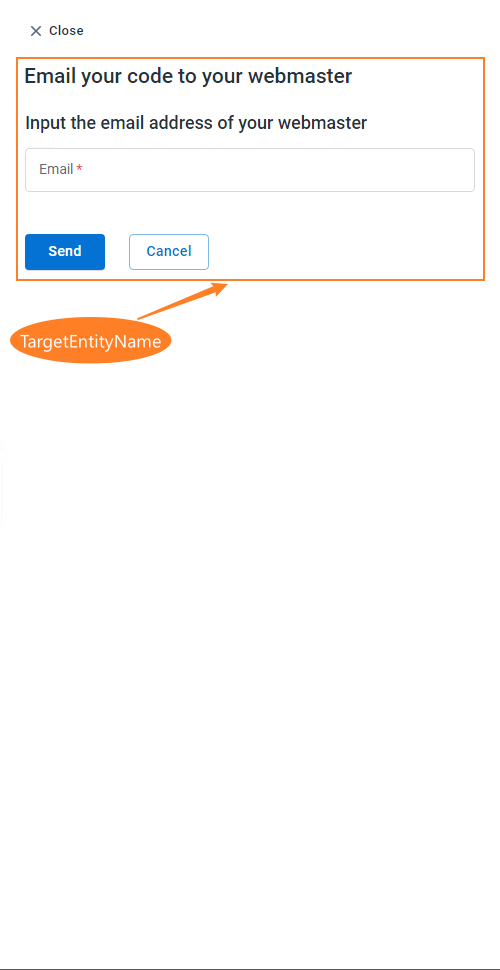 Close
Email your code to your webmaster
Input the email address of your webmaster
Email *
Send Cancel
TargetEntityName